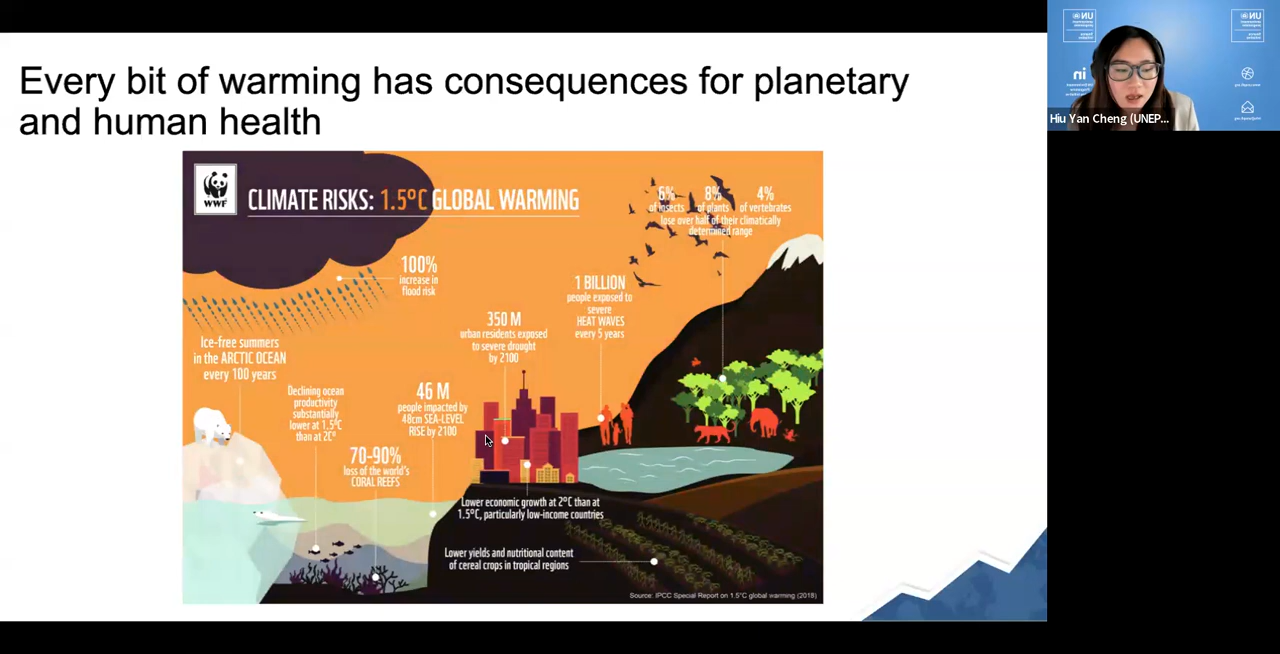 Every bit of warming has consequences for planetary
and human health
WWF
CLIMATE RISKS: 1.5°C GLOBAL WARMING
6%
of insects
8%
of plants
4%
of vertebrates
lose over half of their climatically
determined range
100%
increase in
flood risk
1 BILLION
people exposed to
severe
HEAT WAVES
every 5 years
350 M
urban residents exposed
to severe drought
by 2100
Ice-free summers
in the ARCTIC OCEAN
every 100 years
Declining ocean
productivity
substantially
lower at 1.5°C
than at 2C°
46 M
people impacted by
48cm SEA-LEVEL
RISE by 2100
70-90%
loss of the world's
CORAL REEFS
Lower economic growth at 2°C than at
1.5°C, particularly low-income countries
Lower yields and nutritional content
of cereal crops in tropical regions
Source: IPCC Special Report on 1.5°C global warming (2018)
UN
UN
in
Hiu Yan Cheng (UNEP...